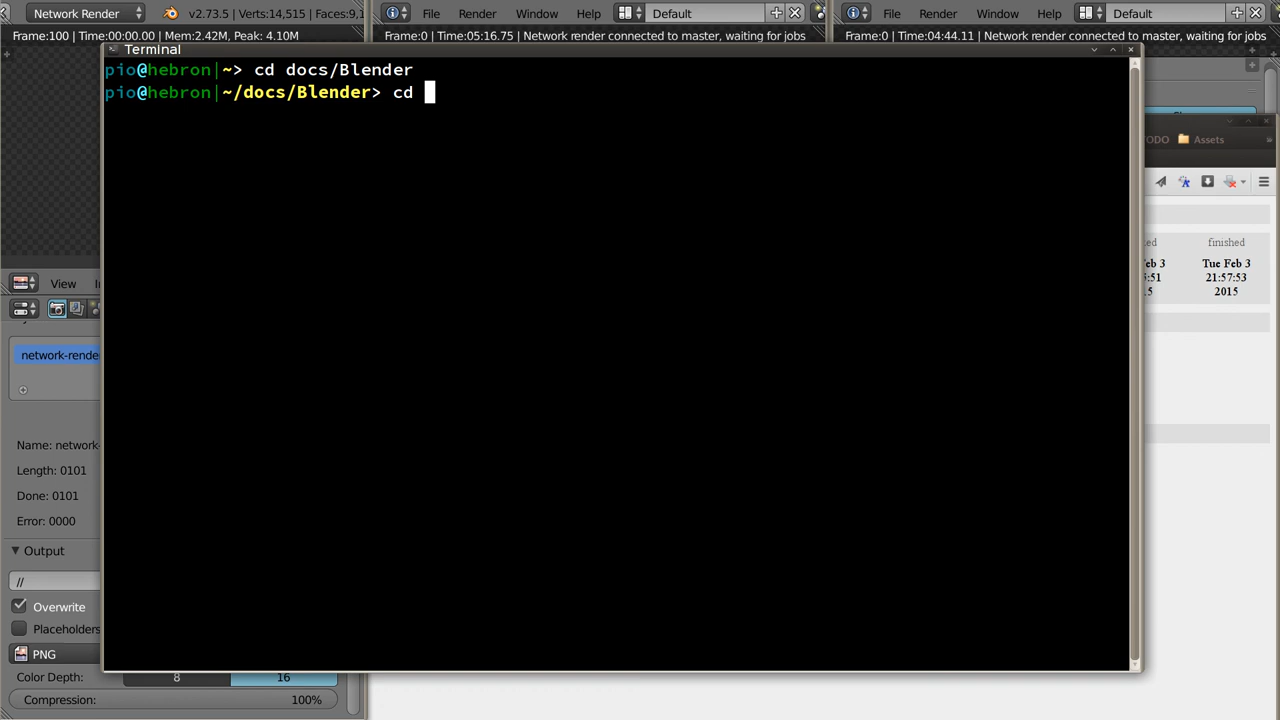 Network Render v2.73.5 | Verts:14,515 | Faces:9,1
File Render Window Help Default
File Render Window Help Default
Frame:100 | Time:00:00.00 | Mem:2.42M, Peak: 4.10M
Frame:0 | Time:05:16.75 | Network render connected to master, waiting for jobs
Frame:0 | Time:04:44.11 | Network render connected to master, waiting for jobs
Terminal
pio@hebron|~> cd docs/Blender
pio@hebron|~/docs/Blender> cd
ODO Assets »
ed finished
eb 3 Tue Feb 3
:51 21:57:53
5 2015
View
network-rende
Name: network-
Length: 0101
Done: 0101
Error: 0000
Output
//
Overwrite
Placeholders
PNG
Color Depth: 8 16
Compression: 100%